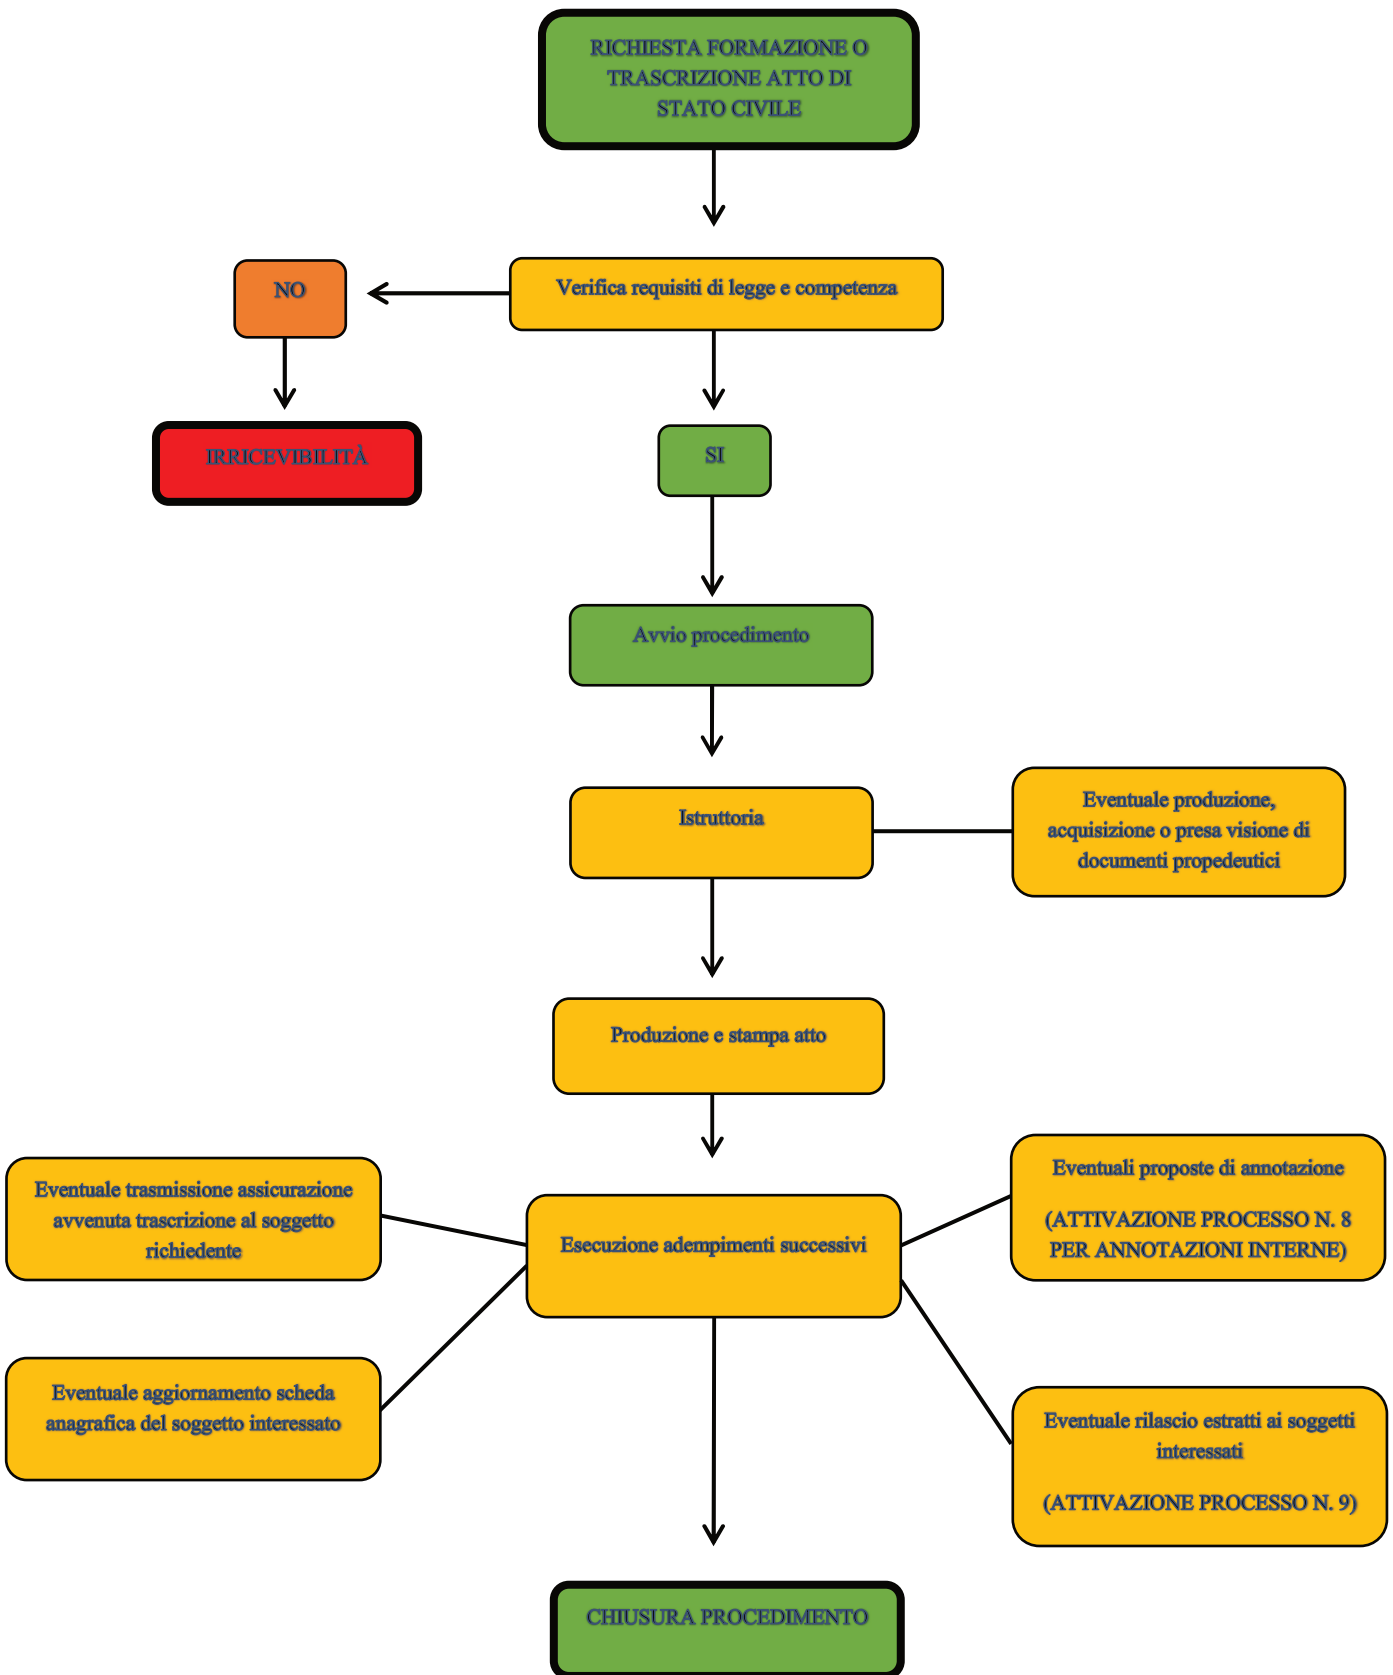 RICHIESTA FORMAZIONE O
TRASCRIZIONE ATTO DI
STATO CIVILE
NO
Verifica requisiti di legge e competenza
IRRICEVIBILITÀ
SI
Avvio procedimento
Istruttoria
Eventuale produzione,
acquisizione o presa visione di
documenti propedeutici
Produzione e stampa atto
Eventuale trasmissione assicurazione
avvenuta trascrizione al soggetto
richiedente
Esecuzione adempimenti successivi
Eventuali proposte di annotazione
(ATTIVAZIONE PROCESSO N. 8
PER ANNOTAZIONI INTERNE)
Eventuale aggiornamento scheda
anagrafica del soggetto interessato
Eventuale rilascio estratti ai soggetti
interessati
(ATTIVAZIONE PROCESSO N. 9)
CHIUSURA PROCEDIMENTO